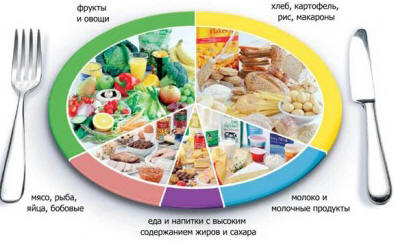 фрукты
и овощи
хлеб, картофель,
рис, макароны
Flakes
мясо, рыба,
яйца, бобовые
еда и напитки с высоким
содержанием жиров и сахара
молоко и
молочные продукты